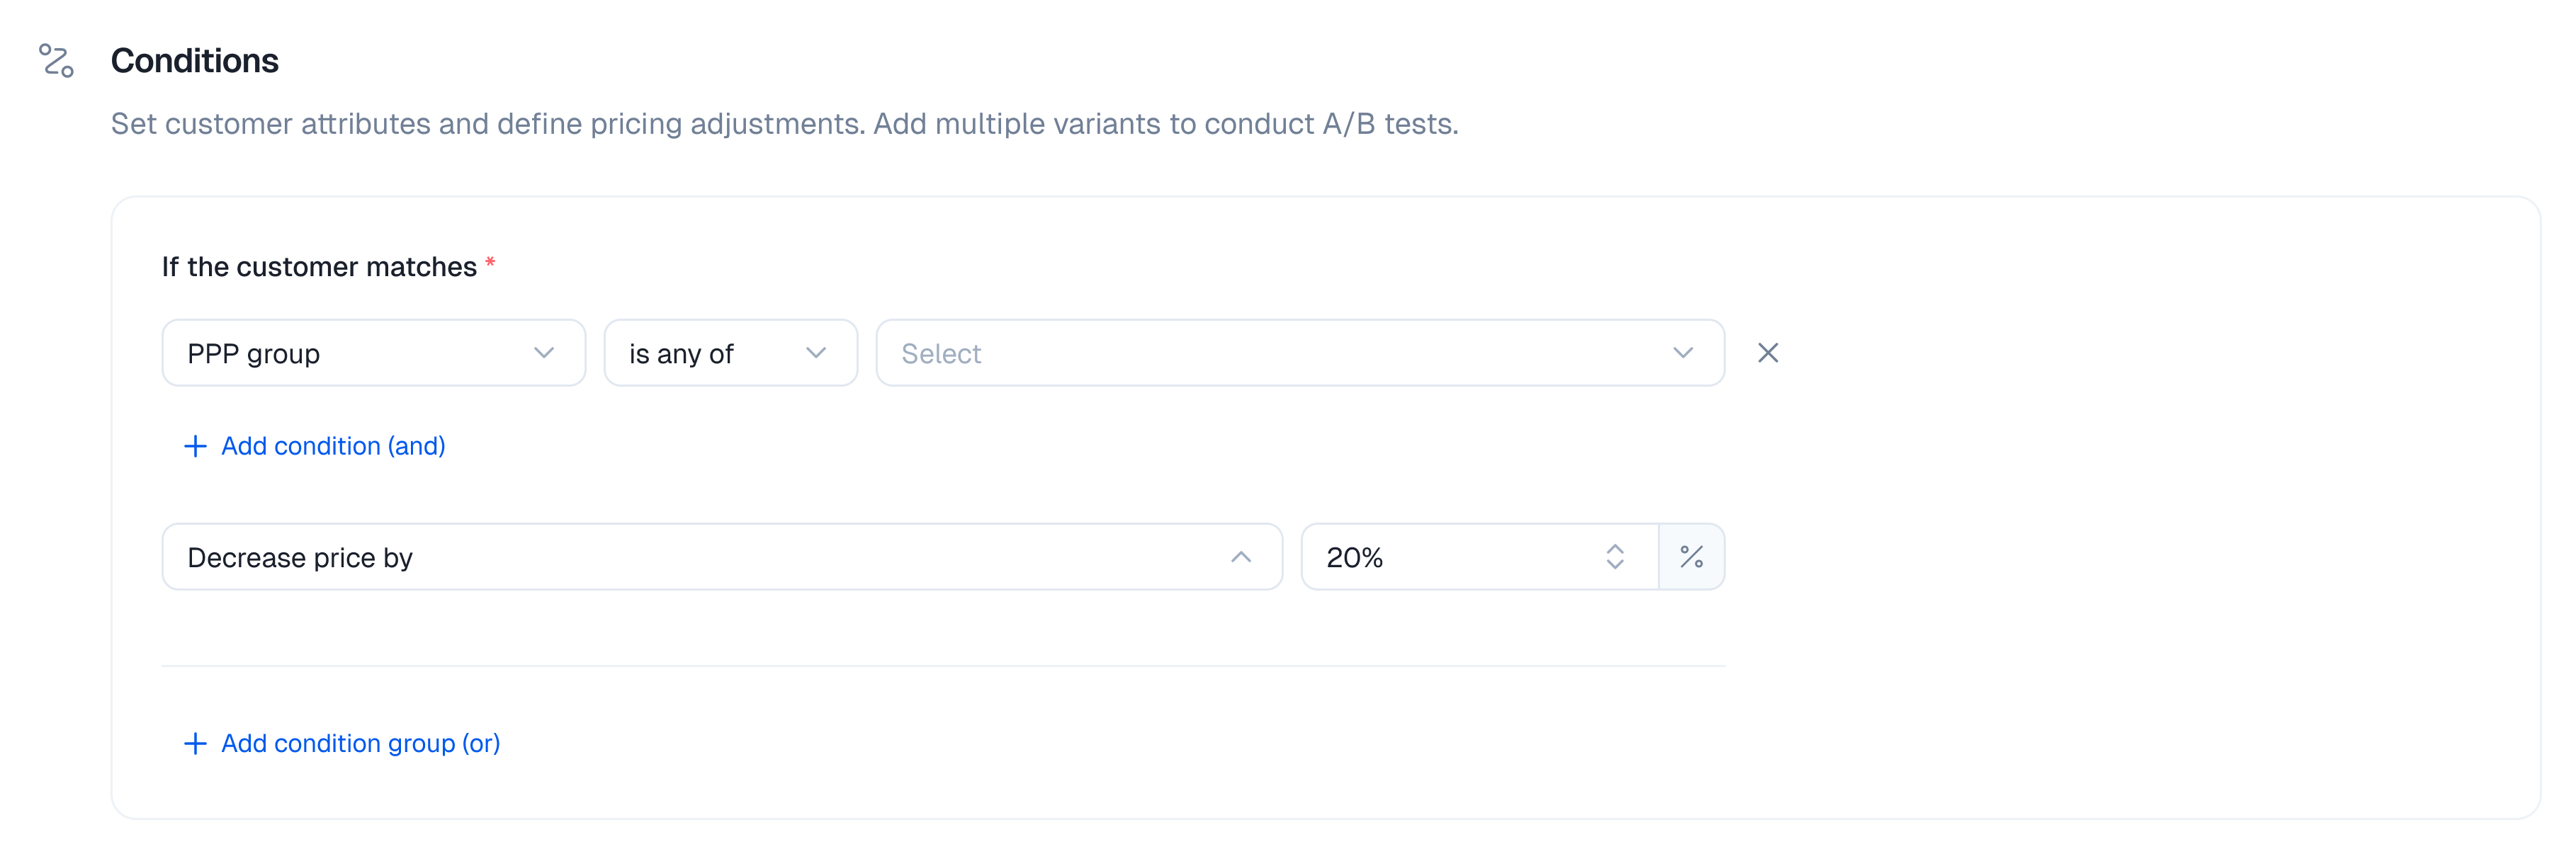 Conditions
Set customer attributes and define pricing adjustments. Add multiple variants to conduct A/B tests.
If the customer matches *
PPP group is any of Select
+ Add condition (and)
Decrease price by 20% %
+ Add condition group (or)